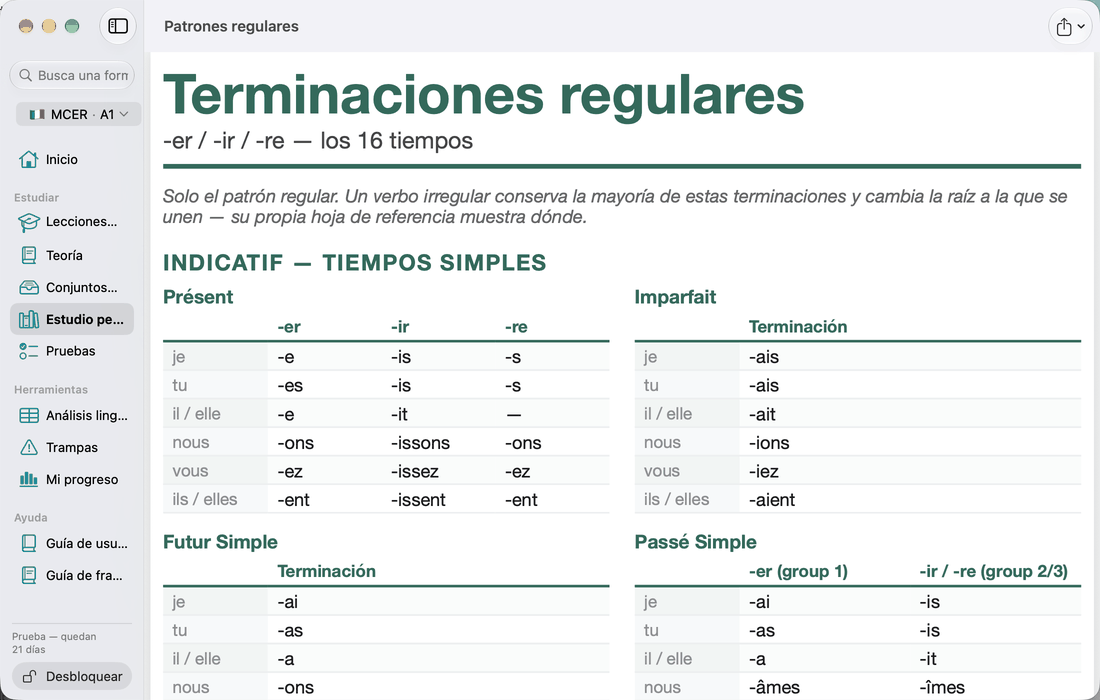 Patrones regulares
Busca una forn
MCER · A1
Inicio
Estudiar
Lecciones...
Teoría
Conjuntos...
Estudio pe...
Pruebas
Herramientas
Análisis ling...
Trampas
Mi progreso
Ayuda
Guía de usu...
Guía de fra...
Prueba — quedan
21 días
Desbloquear
Terminaciones regulares
-er / -ir / -re — los 16 tiempos
Solo el patrón regular. Un verbo irregular conserva la mayoría de estas terminaciones y cambia la raíz a la que se
unen — su propia hoja de referencia muestra dónde.
INDICATIF — TIEMPOS SIMPLES
Présent
-er -ir -re
je -e -is -s
tu -es -is -s
il / elle -e -it —
nous -ons -issons -ons
vous -ez -issez -ez
ils / elles -ent -issent -ent
Imparfait
Terminación
je -ais
tu -ais
il / elle -ait
nous -ions
vous -iez
ils / elles -aient
Futur Simple
Terminación
je -ai
tu -as
il / elle -a
nous -ons
Passé Simple
-er (group 1) -ir / -re (group 2/3)
je -ai -is
tu -as -is
il / elle -a -it
nous -âmes -îmes